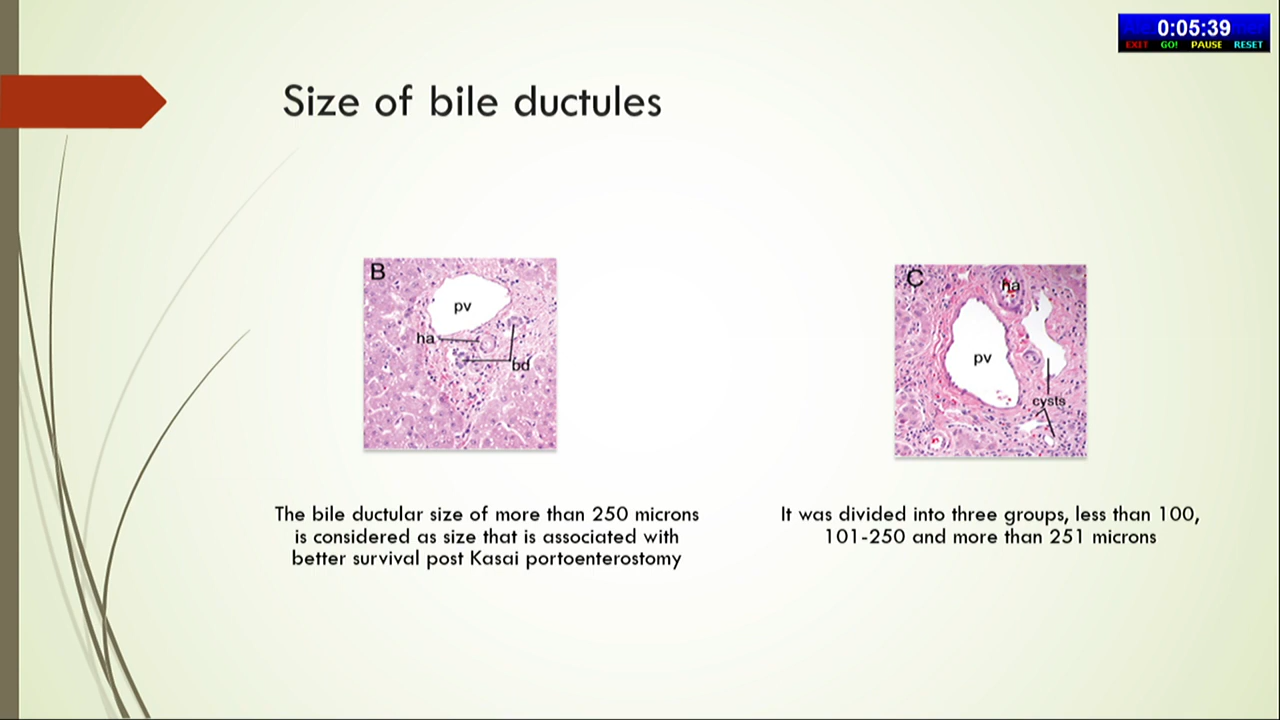 0:05:39
EXIT GO! PAUSE RESET
Size of bile ductules
B
pv
ha
bd
C
ha
pv
cysts
The bile ductular size of more than 250 microns
is considered as size that is associated with
better survival post Kasai portoenterostomy
It was divided into three groups, less than 100,
101-250 and more than 251 microns